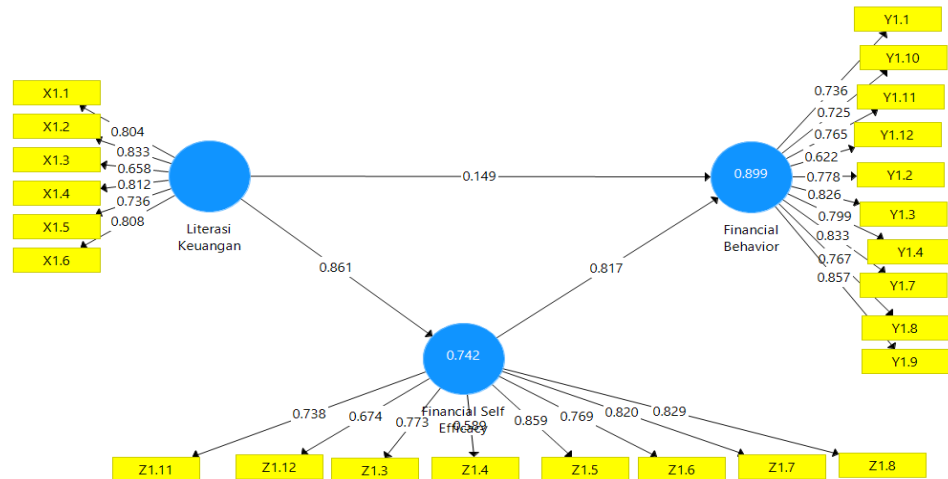 Y1.1
Y1.10
Y1.11
Y1.12
Y1.2
Y1.3
Y1.4
Y1.7
Y1.8
Y1.9
0.736
0.725
0.765
0.622
0.778
0.826
0.799
0.833
0.767
0.857
X1.1
X1.2
X1.3
X1.4
X1.5
X1.6
0.804
0.833
0.658
0.812
0.736
0.808
Literasi
Keuangan
0.149
0.899
Financial
Behavior
0.861
0.817
0.742
Financial Self
Efficacy
0.738
0.674
0.773
0.589
0.859
0.769
0.820
0.829
Z1.11
Z1.12
Z1.3
Z1.4
Z1.5
Z1.6
Z1.7
Z1.8